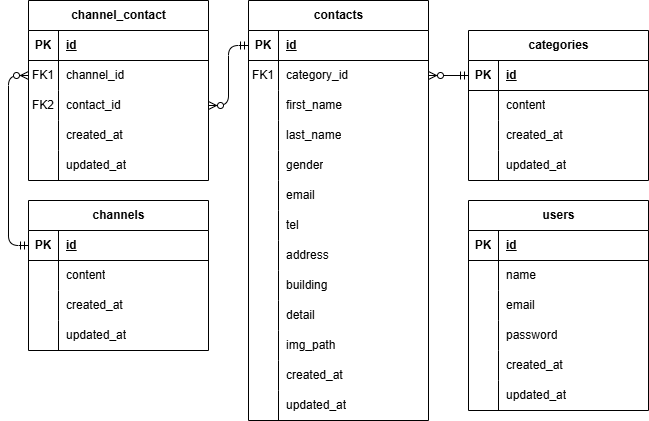 channel_contact
PK id
FK1 channel_id
FK2 contact_id
created_at
updated_at
channels
PK id
content
created_at
updated_at
contacts
PK id
FK1 category_id
first_name
last_name
gender
email
tel
address
building
detail
img_path
created_at
updated_at
categories
PK id
content
created_at
updated_at
users
PK id
name
email
password
created_at
updated_at